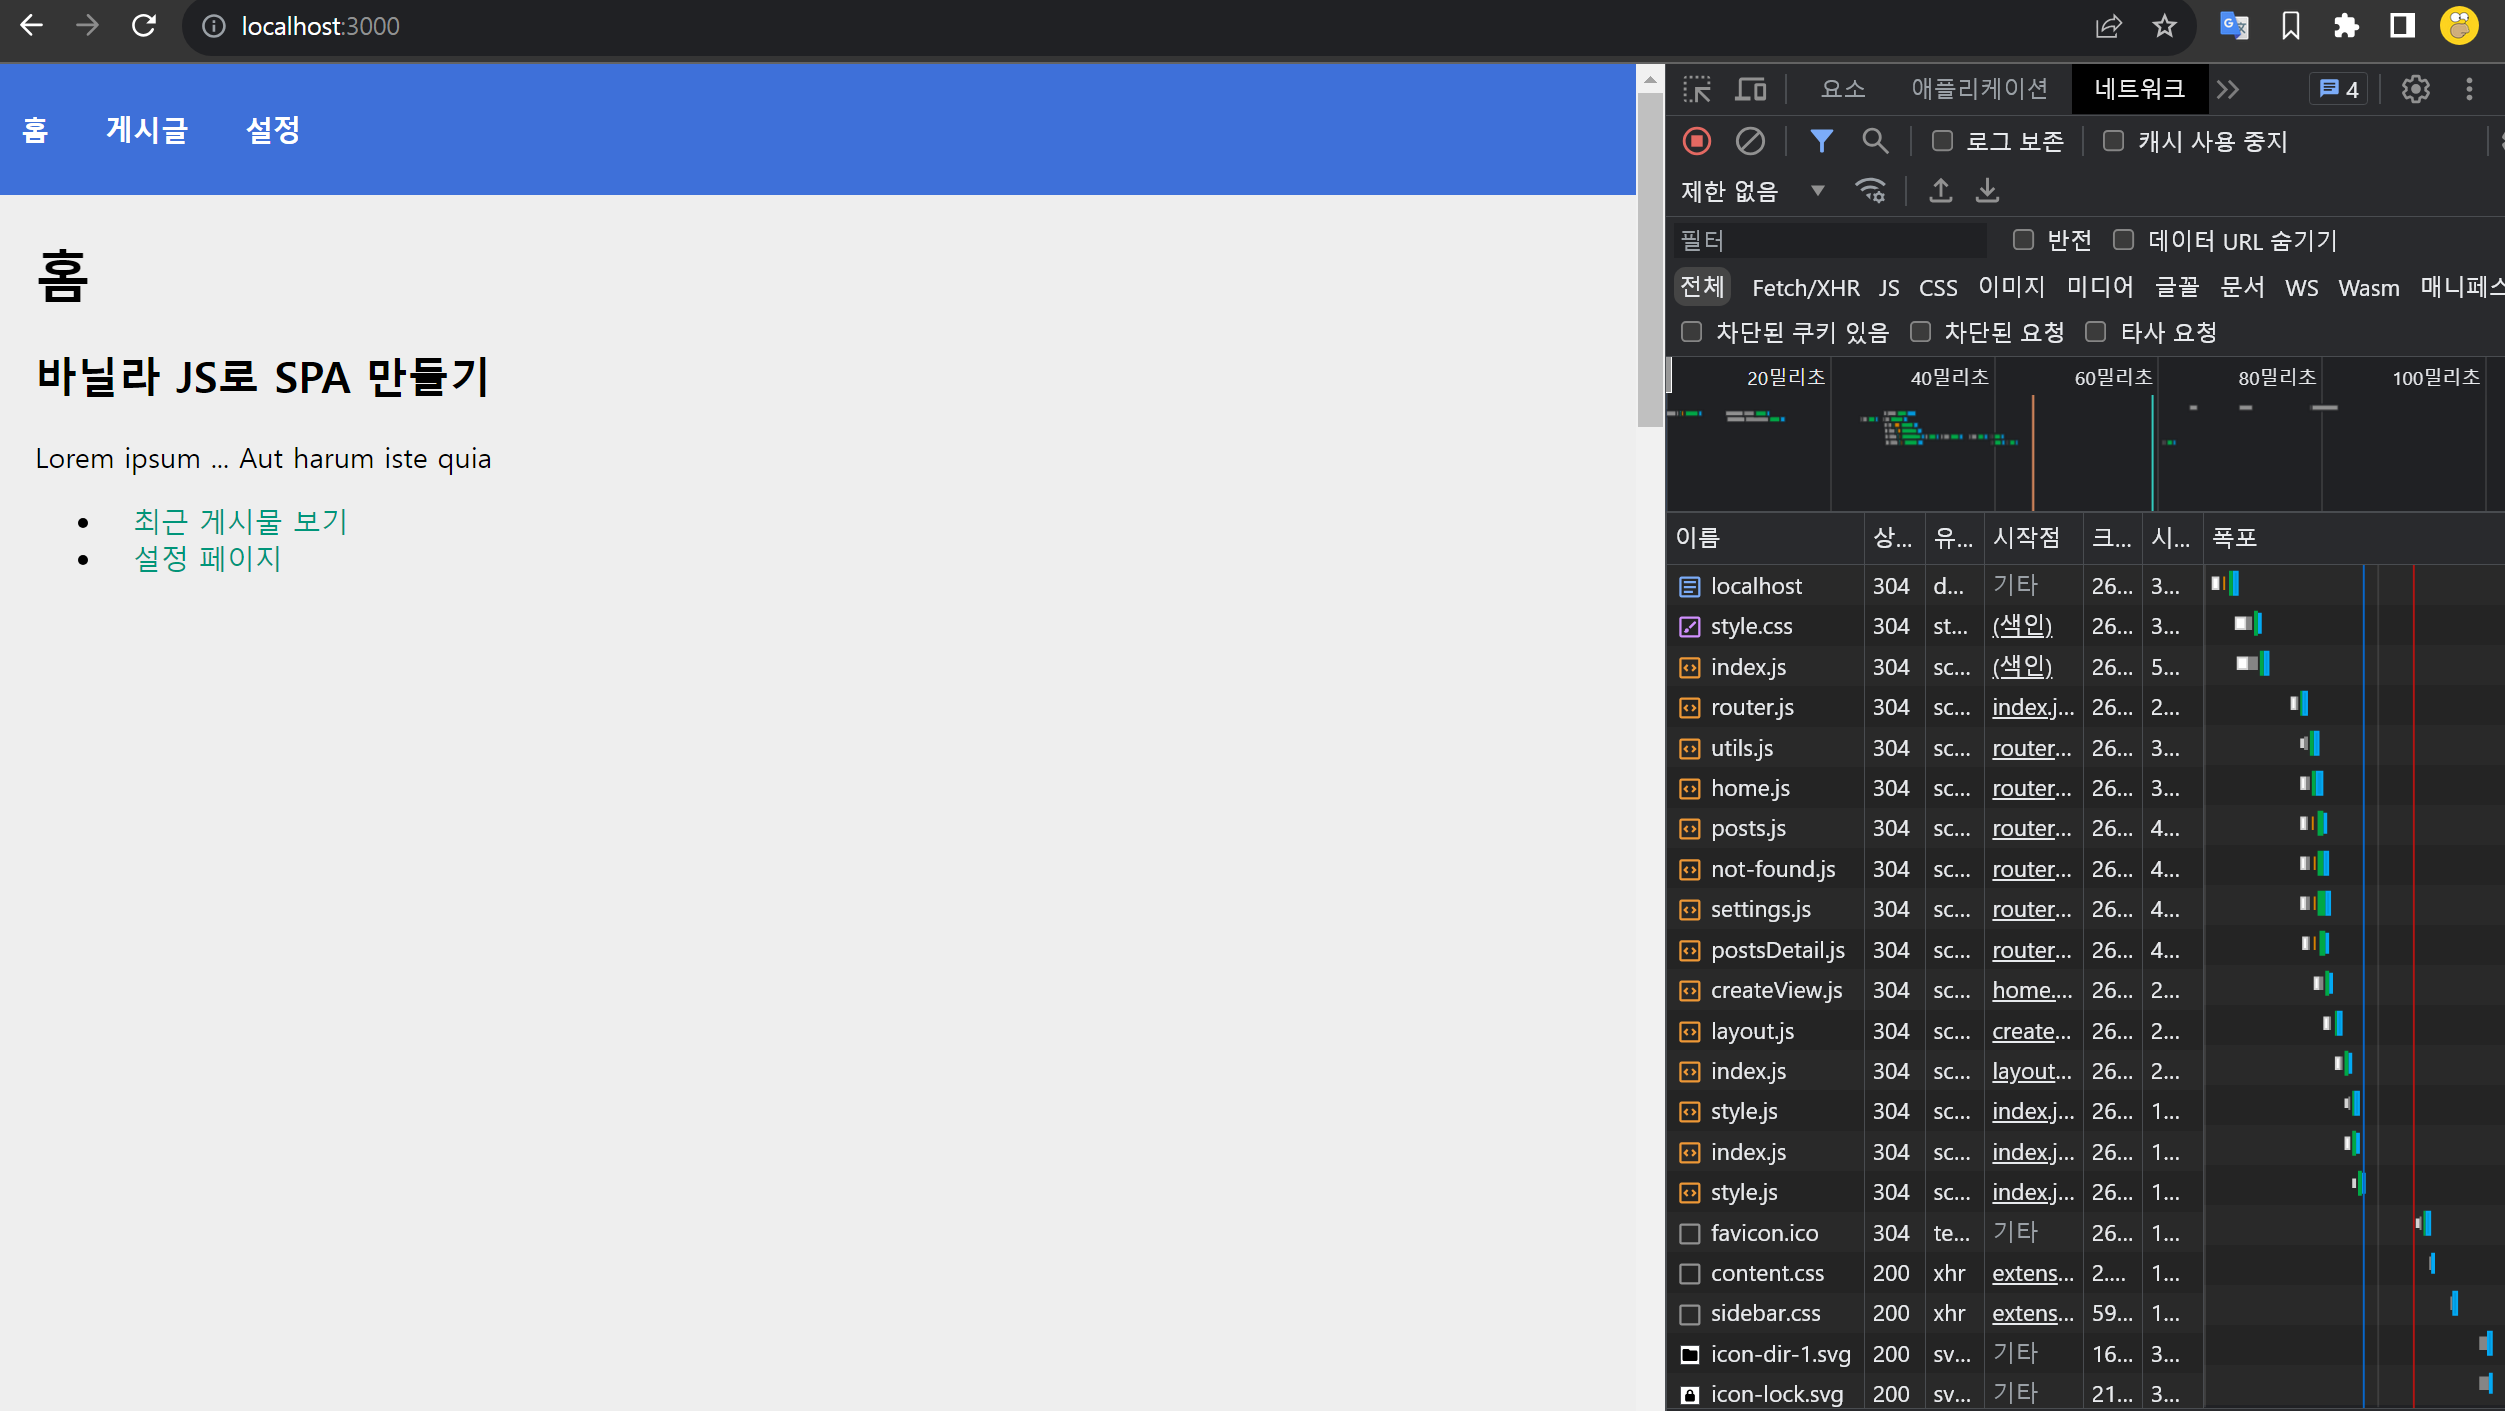 localhost:3000
홈 게시글 설정
홈
바닐라 JS로 SPA 만들기
Lorem ipsum ... Aut harum iste quia
최근 게시물 보기
설정 페이지
요소 애플리케이션 네트워크 4
로그 보존 캐시 사용 중지
제한 없음
필터 반전 데이터 URL 숨기기
전체 Fetch/XHR JS CSS 이미지 미디어 글꼴 문서 WS Wasm 매니페스
차단된 쿠키 있음 차단된 요청 타사 요청
20밀리초 40밀리초 60밀리초 80밀리초 100밀리초
이름 상... 유... 시작점 크... 시... 폭포
localhost 304 d... 기타 26... 3...
style.css 304 st... (색인) 26... 3...
index.js 304 sc... (색인) 26... 5...
router.js 304 sc... index.j... 26... 2...
utils.js 304 sc... router... 26... 3...
home.js 304 sc... router... 26... 3...
posts.js 304 sc... router... 26... 4...
not-found.js 304 sc... router... 26... 4...
settings.js 304 sc... router... 26... 4...
postsDetail.js 304 sc... router... 26... 4...
createView.js 304 sc... home.... 26... 2...
layout.js 304 sc... create... 26... 2...
index.js 304 sc... layout... 26... 2...
style.js 304 sc... index.j... 26... 1...
index.js 304 sc... index.j... 26... 1...
style.js 304 sc... index.j... 26... 1...
favicon.ico 304 te... 기타 26... 1...
content.css 200 xhr extens... 2.... 1...
sidebar.css 200 xhr extens... 59... 1...
icon-dir-1.svg 200 sv... 기타 16... 3...
icon-lock.svg 200 sv... 기타 21... 3...